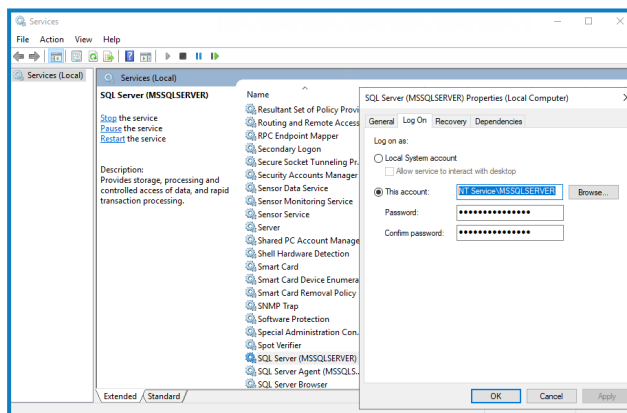 Services
File Action View Help
Services (Local)
Services (Local)
SQL Server (MSSQLSERVER)
Stop the service
Pause the service
Restart the service
Description:
Provides storage, processing and
controlled access of data, and rapid
transaction processing.
Name
Resultant Set of Policy Provi
Routing and Remote Access
RPC Endpoint Mapper
Secondary Logon
Secure Socket Tunneling Pr.
Security Accounts Manager
Sensor Data Service
Sensor Monitoring Service
Sensor Service
Server
Shared PC Account Manage
Shell Hardware Detection
Smart Card
Smart Card Device Enumera
Smart Card Removal Policy
SNMP Trap
Software Protection
Special Administration Con.
Spot Verifier
SQL Server (MSSQLSERVER)
SQL Server Agent (MSSQLS..
SQL Server Browser
Extended Standard
SQL Server (MSSQLSERVER) Properties (Local Computer)
General Log On Recovery Dependencies
Log on as:
Local System account
Allow service to interact with desktop
This account: NT Service\MSSQLSERVER Browse...
Password: •••••••••••••••
Confirm password: •••••••••••••••
OK Cancel Apply